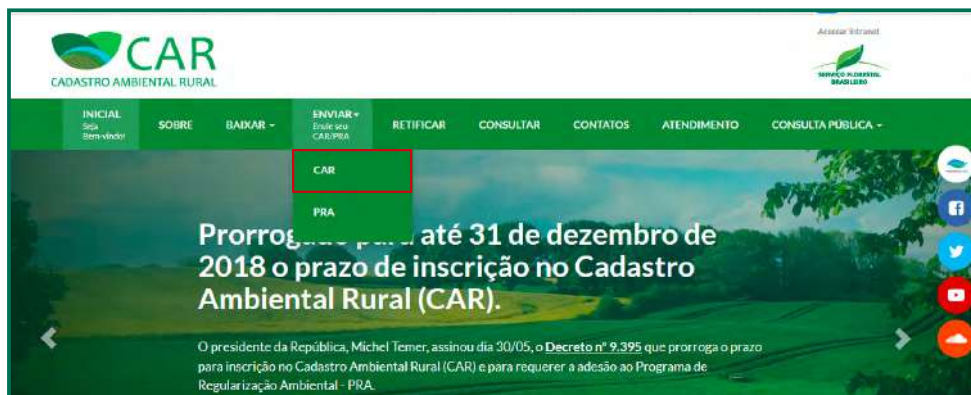 Acessar Intranet
CAR
CADASTRO AMBIENTAL RURAL
SERVIÇO FLORESTAL
BRASILEIRO
INICIAL
Seja
Bem-vindo!
SOBRE
BAIXAR
ENVIAR
Envie seu
CAR/PRA
RETIFICAR
CONSULTAR
CONTATOS
ATENDIMENTO
CONSULTA PÚBLICA
CAR
PRA
até 31 de dezembro de
2018 o prazo de inscrição no Cadastro
Ambiental Rural (CAR).
O presidente da República, Michel Temer, assinou dia 30/05, o Decreto nº 9.395 que prorroga o prazo
para inscrição no Cadastro Ambiental Rural (CAR) e para requerer a adesão ao Programa de
Regularização Ambiental - PRA.